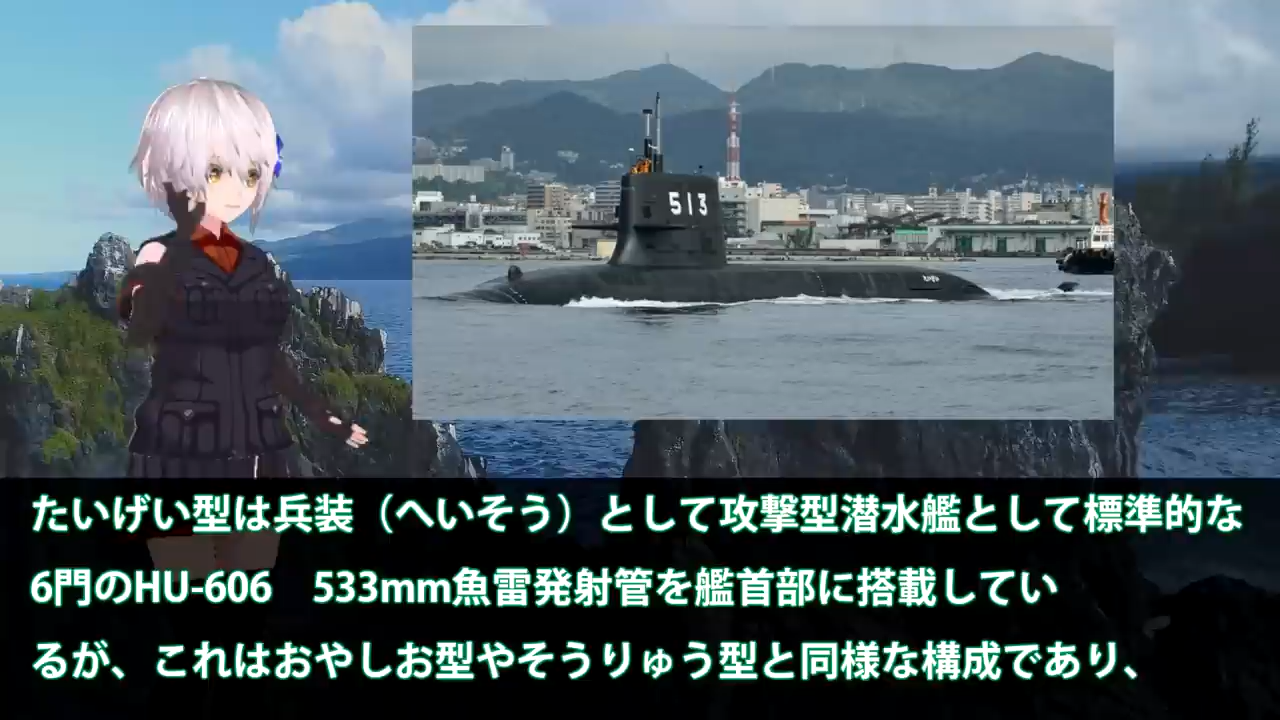 513
たいげい型は兵装（へいそう）として攻撃型潜水艦として標準的な
6門のHU-606　533mm魚雷発射管を艦首部に搭載してい
るが、これはおやしお型やそうりゅう型と同様な構成であり、